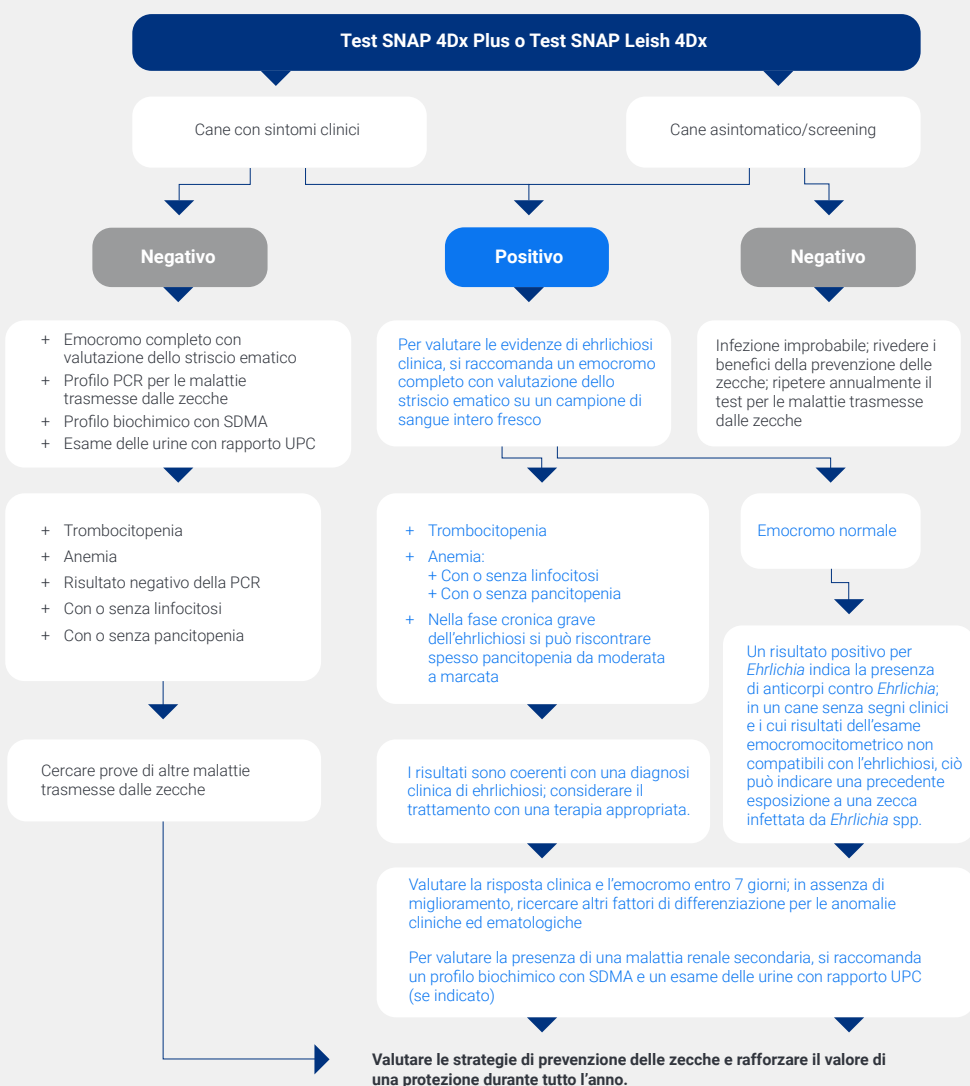 Test SNAP 4Dx Plus o Test SNAP Leish 4Dx
Cane con sintomi clinici
Cane asintomatico/screening
Negativo
Positivo
Negativo
+ Emocromo completo con
valutazione dello striscio ematico
+ Profilo PCR per le malattie
trasmesse dalle zecche
+ Profilo biochimico con SDMA
+ Esame delle urine con rapporto UPC
Per valutare le evidenze di ehrlichiosi
clinica, si raccomanda un emocromo
completo con valutazione dello
striscio ematico su un campione di
sangue intero fresco
Infezione improbabile; rivedere i
benefici della prevenzione delle
zecche; ripetere annualmente il
test per le malattie trasmesse
dalle zecche
+ Trombocitopenia
+ Anemia
+ Risultato negativo della PCR
+ Con o senza linfocitosi
+ Con o senza pancitopenia
+ Trombocitopenia
+ Anemia:
+ Con o senza linfocitosi
+ Con o senza pancitopenia
+ Nella fase cronica grave
dell'ehrlichiosi si può riscontrare
spesso pancitopenia da moderata
a marcata
Emocromo normale
Un risultato positivo per
Ehrlichia indica la presenza
di anticorpi contro Ehrlichia;
in un cane senza segni clinici
e i cui risultati dell'esame
emocromocitometrico non
compatibili con l'ehrlichiosi, ciò
può indicare una precedente
esposizione a una zecca
infettata da Ehrlichia spp.
Cercare prove di altre malattie
trasmesse dalle zecche
I risultati sono coerenti con una diagnosi
clinica di ehrlichiosi; considerare il
trattamento con una terapia appropriata.
Valutare la risposta clinica e l'emocromo entro 7 giorni; in assenza di
miglioramento, ricercare altri fattori di differenziazione per le anomalie
cliniche ed ematologiche
Per valutare la presenza di una malattia renale secondaria, si raccomanda
un profilo biochimico con SDMA e un esame delle urine con rapporto UPC
(se indicato)
Valutare le strategie di prevenzione delle zecche e rafforzare il valore di
una protezione durante tutto l'anno.